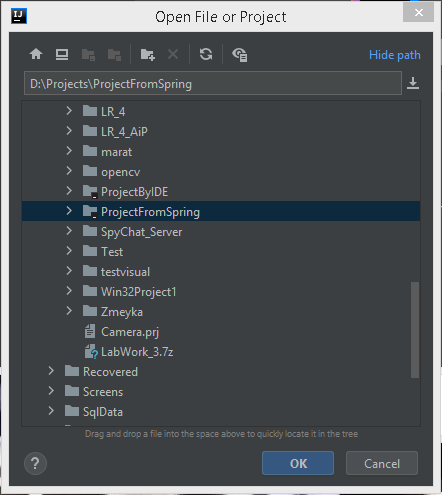 IJ
Open File or Project
Hide path
D:\Projects\ProjectFromSpring
LR_4
LR_4_AiP
marat
opencv
ProjectByIDE
ProjectFromSpring
SpyChat_Server
Test
testvisual
Win32Project1
Zmeyka
Camera.prj
LabWork_3.7z
Recovered
Screens
SqlData
Drag and drop a file into the space above to quickly locate it in the tree
?
OK
Cancel